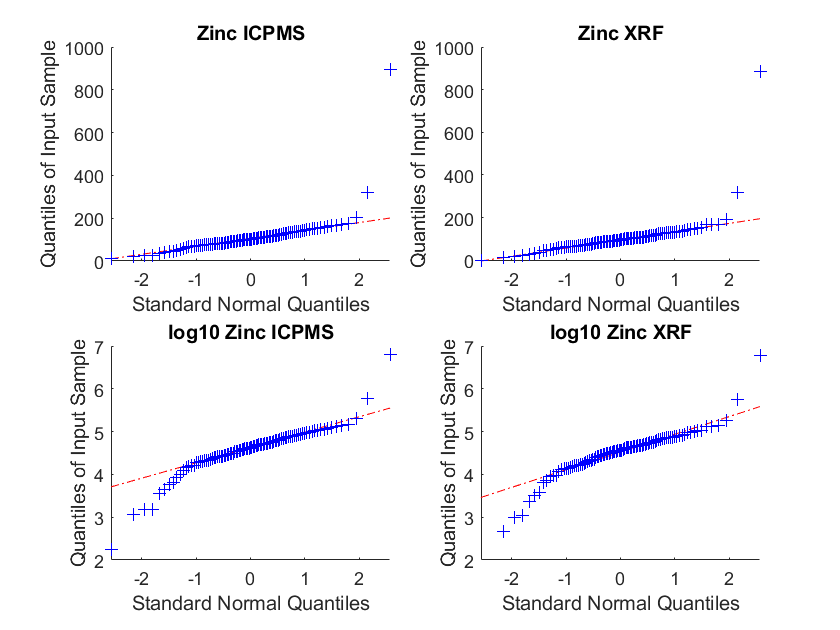 Zinc ICPMS
Quantiles of Input Sample
1000
800
600
400
200
0
-2 -1 0 1 2
Standard Normal Quantiles
Zinc XRF
Quantiles of Input Sample
1000
800
600
400
200
0
-2 -1 0 1 2
Standard Normal Quantiles
log10 Zinc ICPMS
Quantiles of Input Sample
7
6
5
4
3
2
-2 -1 0 1 2
Standard Normal Quantiles
log10 Zinc XRF
Quantiles of Input Sample
7
6
5
4
3
2
-2 -1 0 1 2
Standard Normal Quantiles